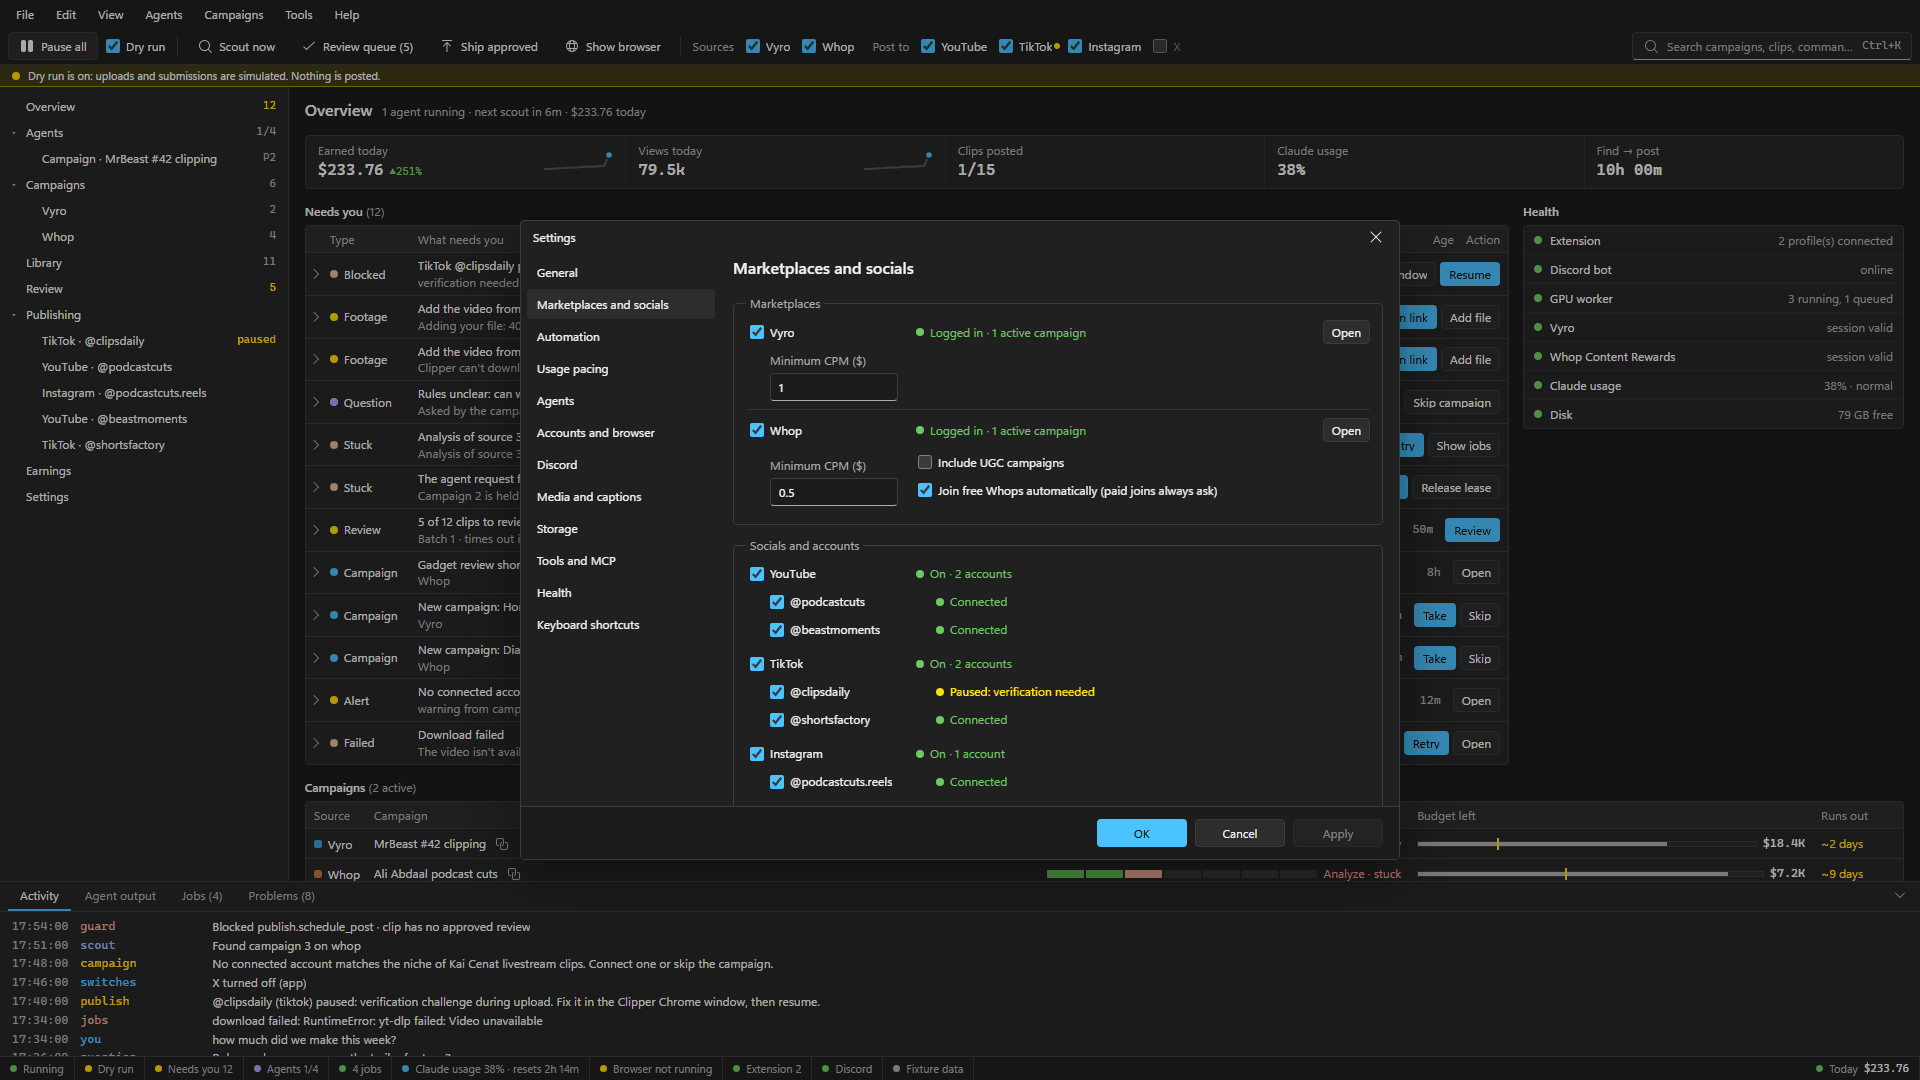 File Edit View Agents Campaigns Tools Help
Pause all Dry run Scout now Review queue (5) Ship approved Show browser Sources Vyro Whop Post to YouTube TikTok Instagram X Search campaigns, clips, comman... Ctrl+K
Dry run is on: uploads and submissions are simulated. Nothing is posted.
Overview 12
Agents 1/4
Campaign · MrBeast #42 clipping P2
Campaigns 6
Vyro 2
Whop 4
Library 11
Review 5
Publishing
TikTok · @clipsdaily paused
YouTube · @podcastcuts
Instagram · @podcastcuts.reels
YouTube · @beastmoments
TikTok · @shortsfactory
Earnings
Settings
Overview 1 agent running · next scout in 6m · $233.76 today
Earned today
$233.76 ▲251%
Views today
79.5k
Clips posted
1/15
Claude usage
38%
Find → post
10h 00m
Needs you (12)
Type What needs you Age Action
Blocked TikTok @clipsdaily
verification needed
ndow Resume
Footage Add the video from
Adding your file: 40
n link Add file
Footage Add the video from
Clipper can't downl
n link Add file
Question Rules unclear: can
Asked by the campa
Skip campaign
Stuck Analysis of source 3
Analysis of source 3
try Show jobs
Stuck The agent request f
Campaign 2 is held
Release lease
Review 5 of 12 clips to revie
Batch 1 · times out i
50m Review
Campaign Gadget review shor
Whop
8h Open
Campaign New campaign: Hor
Vyro
Take Skip
Campaign New campaign: Dia
Whop
Take Skip
Alert No connected acco
warning from camp
12m Open
Failed Download failed
The video isn't avai
Retry Open
Health
Extension 2 profile(s) connected
Discord bot online
GPU worker 3 running, 1 queued
Vyro session valid
Whop Content Rewards session valid
Claude usage 38% · normal
Disk 79 GB free
Settings
General
Marketplaces and socials
Automation
Usage pacing
Agents
Accounts and browser
Discord
Media and captions
Storage
Tools and MCP
Health
Keyboard shortcuts
Marketplaces and socials
Marketplaces
Vyro Logged in · 1 active campaign Open
Minimum CPM ($)
1
Whop Logged in · 1 active campaign Open
Minimum CPM ($)
0.5
Include UGC campaigns
Join free Whops automatically (paid joins always ask)
Socials and accounts
YouTube On · 2 accounts
@podcastcuts Connected
@beastmoments Connected
TikTok On · 2 accounts
@clipsdaily Paused: verification needed
@shortsfactory Connected
Instagram On · 1 account
@podcastcuts.reels Connected
OK Cancel Apply
Campaigns (2 active)
Source Campaign Budget left Runs out
Vyro MrBeast #42 clipping $18.4K ~2 days
Whop Ali Abdaal podcast cuts Analyze · stuck $7.2K ~9 days
Activity Agent output Jobs (4) Problems (8)
17:54:00 guard Blocked publish.schedule_post · clip has no approved review
17:51:00 scout Found campaign 3 on whop
17:48:00 campaign No connected account matches the niche of Kai Cenat livestream clips. Connect one or skip the campaign.
17:46:00 switches X turned off (app)
17:40:00 publish @clipsdaily (tiktok) paused: verification challenge during upload. Fix it in the Clipper Chrome window, then resume.
17:34:00 jobs download failed: RuntimeError: yt-dlp failed: Video unavailable
17:34:00 you how much did we make this week?
Running Dry run Needs you 12 Agents 1/4 4 jobs Claude usage 38% · resets 2h 14m Browser not running Extension 2 Discord Fixture data Today $233.76